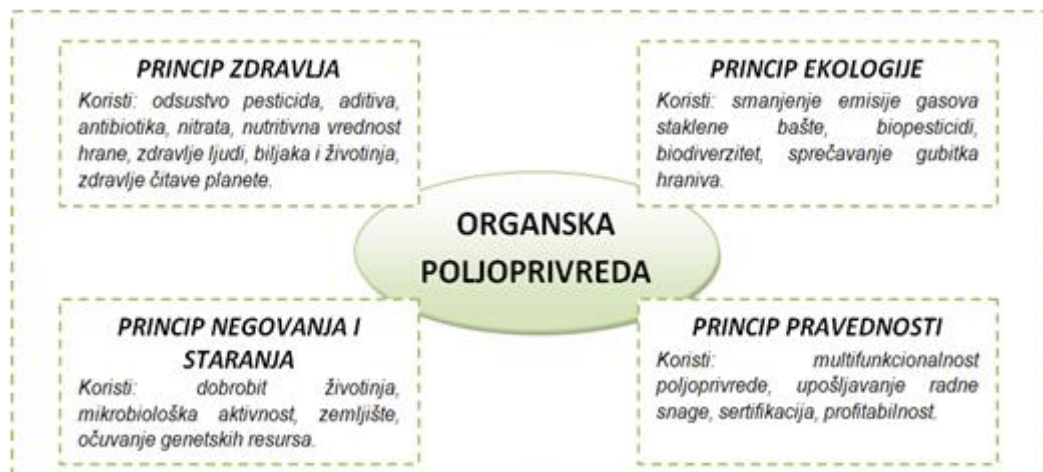 PRINCIP ZDRAVLJA
Koristi: odsustvo pesticida, aditiva,
antibiotika, nitrata, nutritivna vrednost
hrane, zdravlje ljudi, biljaka i životinja,
zdravlje čitave planete.
PRINCIP EKOLOGIJE
Koristi: smanjenje emisije gasova
staklene bašte, biopesticidi,
biodiverzitet, sprečavanje gubitka
hraniva.
ORGANSKA
POLJOPRIVREDA
PRINCIP NEGOVANJA I
STARANJA
Koristi: dobrobit životinja,
mikrobiološka aktivnost, zemljište,
očuvanje genetskih resursa.
PRINCIP PRAVEDNOSTI
Koristi: multifunkcionalnost
poljoprivrede, upošljavanje radne
snage, sertifikacija, profitabilnost.